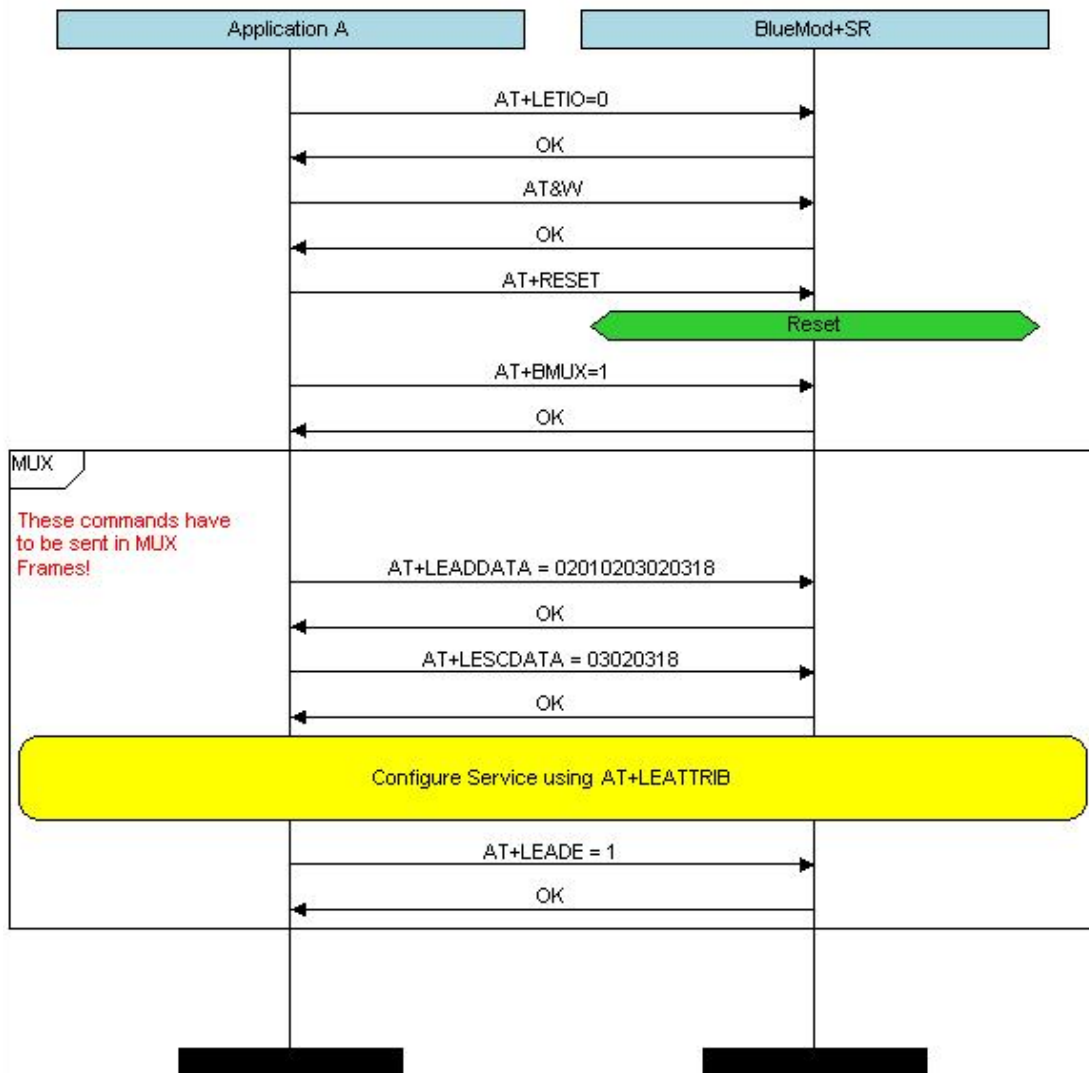 Application A
BlueMod+SR
AT+LETIO=0
OK
AT&W
OK
AT+RESET
Reset
AT+BMUX=1
OK
MUX
These commands have
to be sent in MUX
Frames!
AT+LEADDATA = 02010203020318
OK
AT+LESCDATA = 03020318
OK
Configure Service using AT+LEATTRIB
AT+LEADE = 1
OK